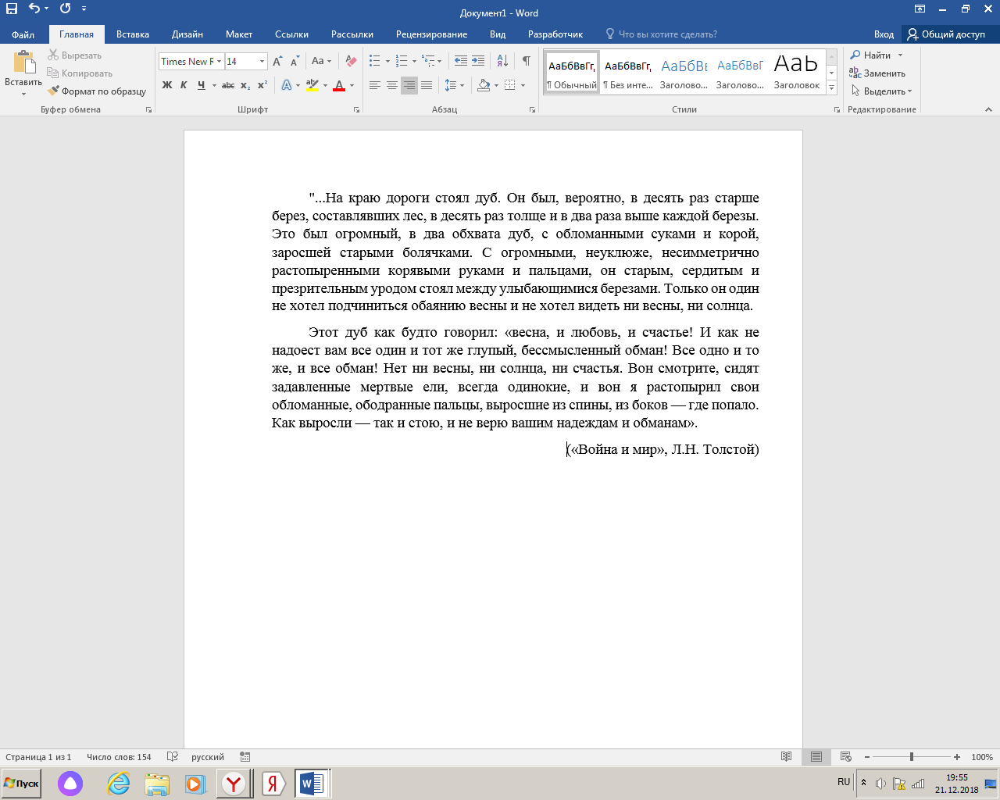 Документ1 - Word
Файл Главная Вставка Дизайн Макет Ссылки Рассылки Рецензирование Вид Разработчик Что вы хотите сделать? Вход Общий доступ
Вставить
Вырезать
Копировать
Формат по образцу
Буфер обмена
Times New R 14
Aa
Ж К Ч abc x₂ x²
Шрифт
Абзац
АаБбВвГг, АаБбВвГг, АаБбВв АаБбВвГ АаЬ
¶ Обычный ¶ Без инте... Заголово... Заголово... Заголовок
Стили
Найти
Заменить
Выделить
Редактирование
"...На краю дороги стоял дуб. Он был, вероятно, в десять раз старше
берез, составлявших лес, в десять раз толще и в два раза выше каждой березы.
Это был огромный, в два обхвата дуб, с обломанными суками и корой,
заросшей старыми болячками. С огромными, неуклюже, несимметрично
растопыренными корявыми руками и пальцами, он старым, сердитым и
презрительным уродом стоял между улыбающимися березами. Только он один
не хотел подчиниться обаянию весны и не хотел видеть ни весны, ни солнца.
Этот дуб как будто говорил: «весна, и любовь, и счастье! И как не
надоест вам все один и тот же глупый, бессмысленный обман! Все одно и то
же, и все обман! Нет ни весны, ни солнца, ни счастья. Вон смотрите, сидят
задавленные мертвые ели, всегда одинокие, и вон я растопырил свои
обломанные, ободранные пальцы, выросшие из спины, из боков — где попало.
Как выросли — так и стою, и не верю вашим надеждам и обманам».
(«Война и мир», Л.Н. Толстой)
Страница 1 из 1 Число слов: 154 русский 100%
Пуск
RU
19:55
21.12.2018